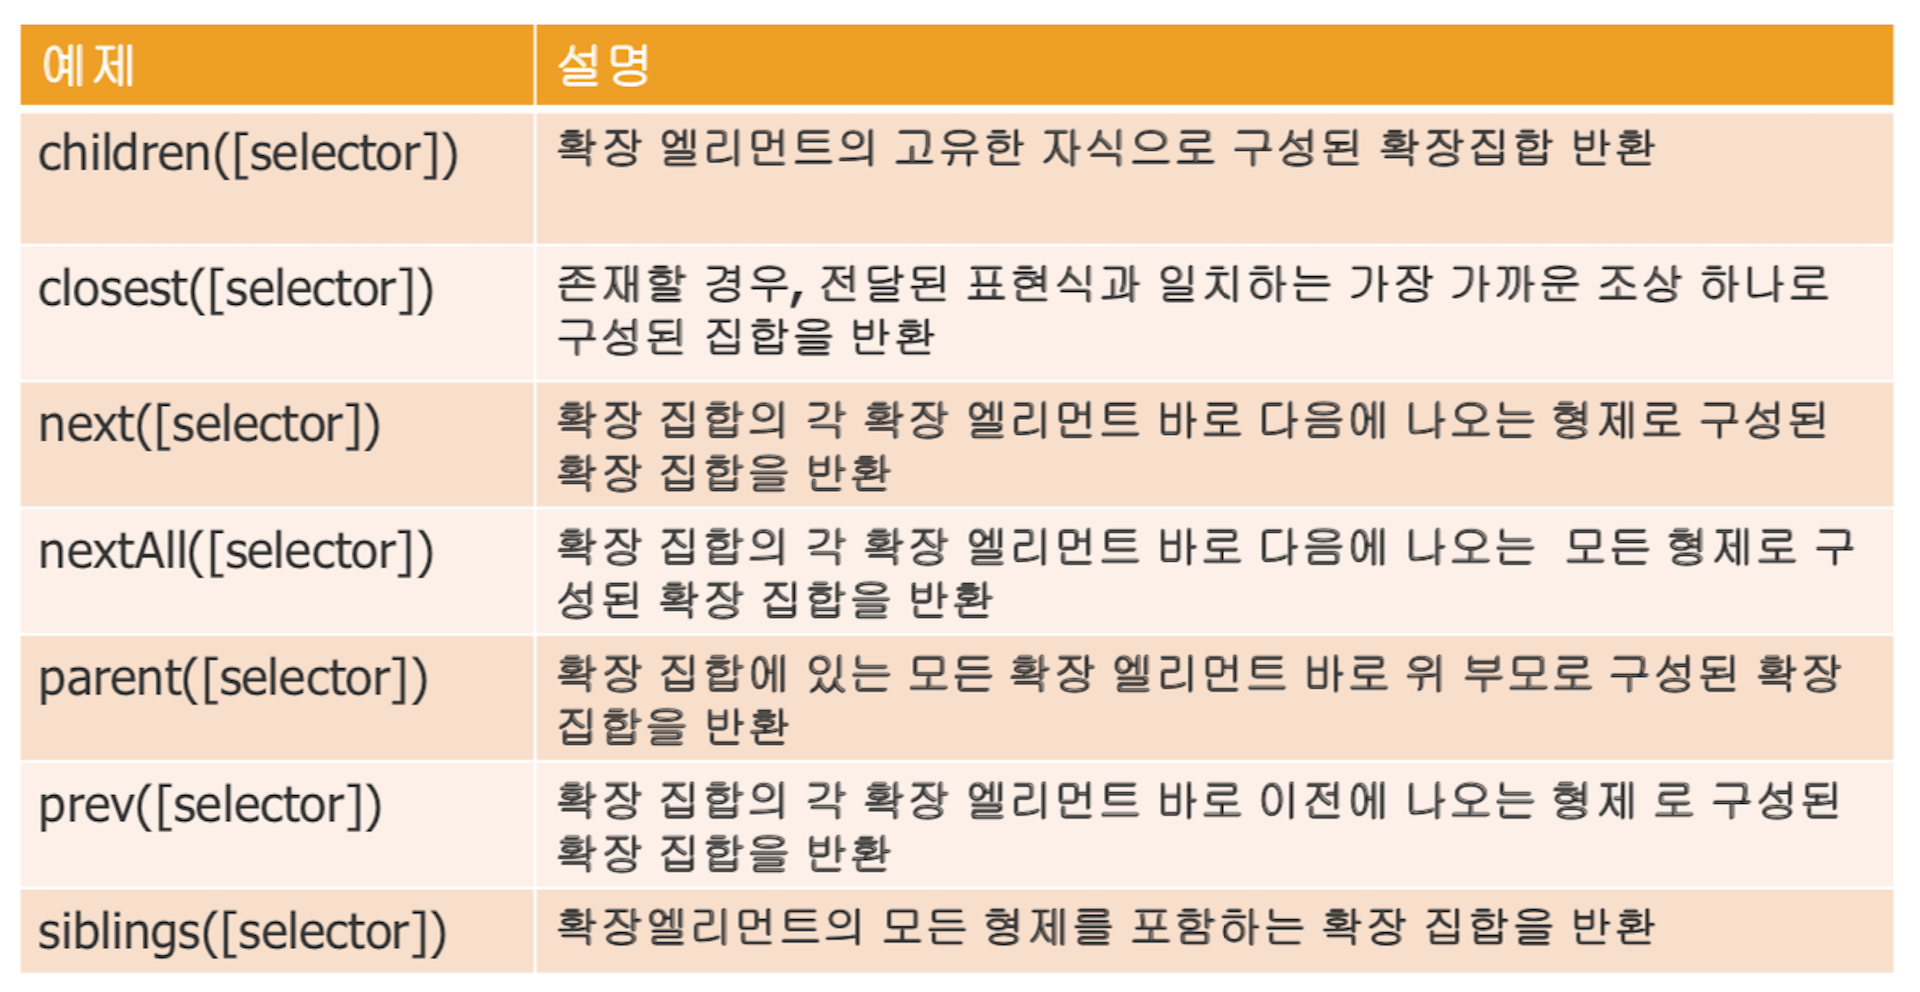 예제
설명
children([selector])
확장 엘리먼트의 고유한 자식으로 구성된 확장집합 반환
closest([selector])
존재할 경우, 전달된 표현식과 일치하는 가장 가까운 조상 하나로
구성된 집합을 반환
next([selector])
확장 집합의 각 확장 엘리먼트 바로 다음에 나오는 형제로 구성된
확장 집합을 반환
nextAll([selector])
확장 집합의 각 확장 엘리먼트 바로 다음에 나오는  모든 형제로 구
성된 확장 집합을 반환
parent([selector])
확장 집합에 있는 모든 확장 엘리먼트 바로 위 부모로 구성된 확장
집합을 반환
prev([selector])
확장 집합의 각 확장 엘리먼트 바로 이전에 나오는 형제 로 구성된
확장 집합을 반환
siblings([selector])
확장엘리먼트의 모든 형제를 포함하는 확장 집합을 반환